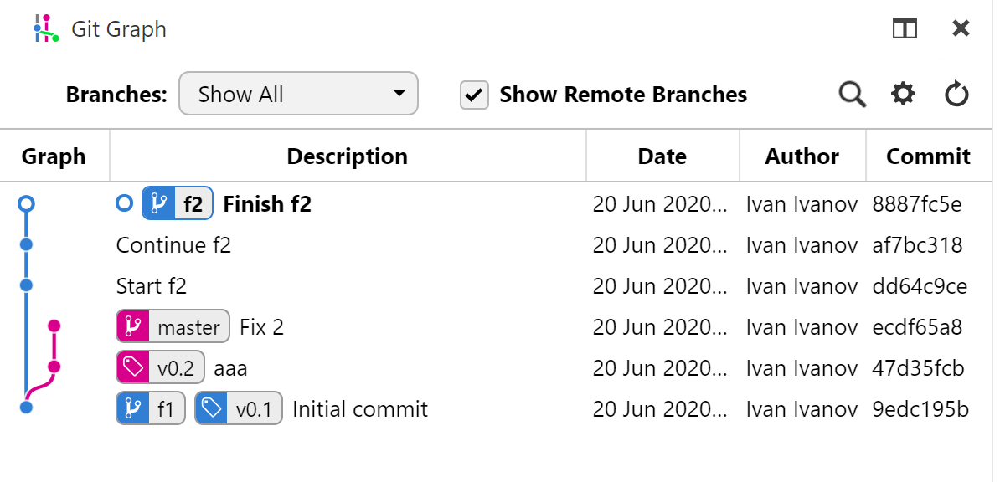 Git Graph
Branches: Show All Show Remote Branches
Graph Description Date Author Commit
f2 Finish f2 20 Jun 2020... Ivan Ivanov 8887fc5e
Continue f2 20 Jun 2020... Ivan Ivanov af7bc318
Start f2 20 Jun 2020... Ivan Ivanov dd64c9ce
master Fix 2 20 Jun 2020... Ivan Ivanov ecdf65a8
v0.2 aaa 20 Jun 2020... Ivan Ivanov 47d35fcb
f1 v0.1 Initial commit 20 Jun 2020... Ivan Ivanov 9edc195b